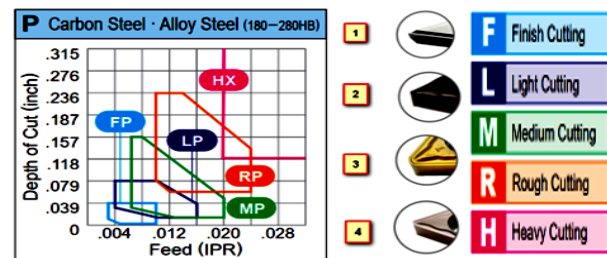 P Carbon Steel · Alloy Steel (180-280HB)
Depth of Cut (inch)
.315
.276
.236
.197
.157
.118
.079
.039
0
HX
FP
LP
RP
MP
.004 .012 .020 .028
Feed (IPR)
1
2
3
4
F Finish Cutting
L Light Cutting
M Medium Cutting
R Rough Cutting
H Heavy Cutting